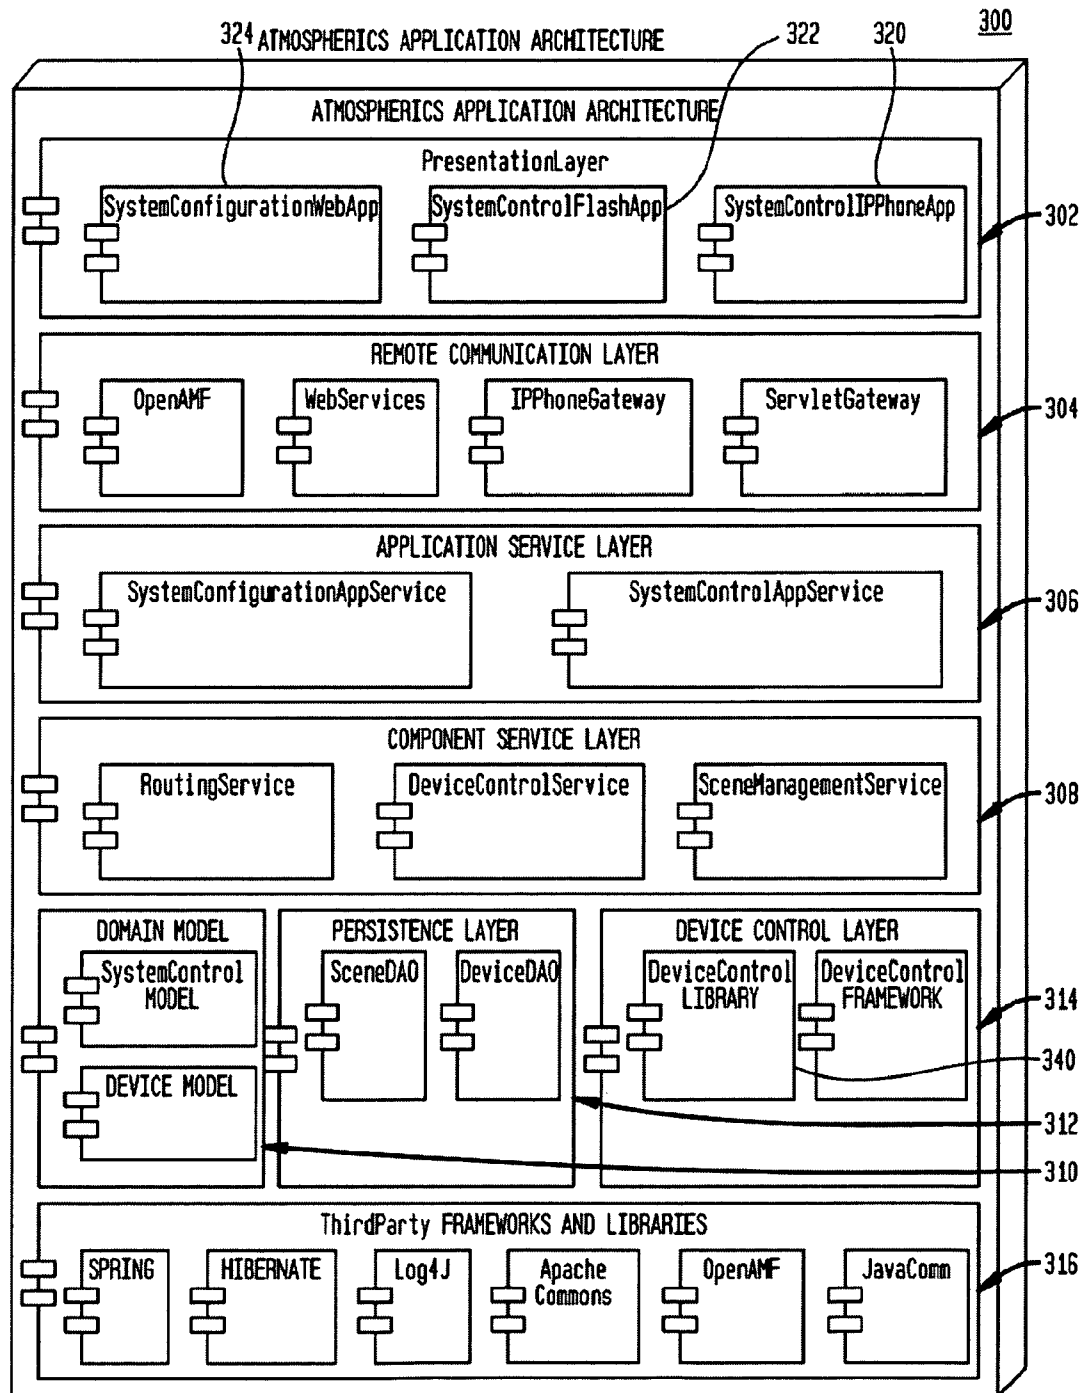 300
324 ATMOSPHERICS APPLICATION ARCHITECTURE 322 320
ATMOSPHERICS APPLICATION ARCHITECTURE
PresentationLayer
SystemConfigurationWebApp SystemControlFlashApp SystemControlIPPhoneApp
302
REMOTE COMMUNICATION LAYER
OpenAMF WebServices IPPhoneGateway ServletGateway
304
APPLICATION SERVICE LAYER
SystemConfigurationAppService SystemControlAppService
306
COMPONENT SERVICE LAYER
RoutingService DeviceControlService SceneManagementService
308
DOMAIN MODEL
SystemControl
MODEL
DEVICE MODEL
PERSISTENCE LAYER
SceneDAO DeviceDAO
DEVICE CONTROL LAYER
DeviceControl
LIBRARY
DeviceControl
FRAMEWORK
314
340
312
310
ThirdParty FRAMEWORKS AND LIBRARIES
SPRING HIBERNATE Log4J Apache
Commons
OpenAMF JavaComm
316